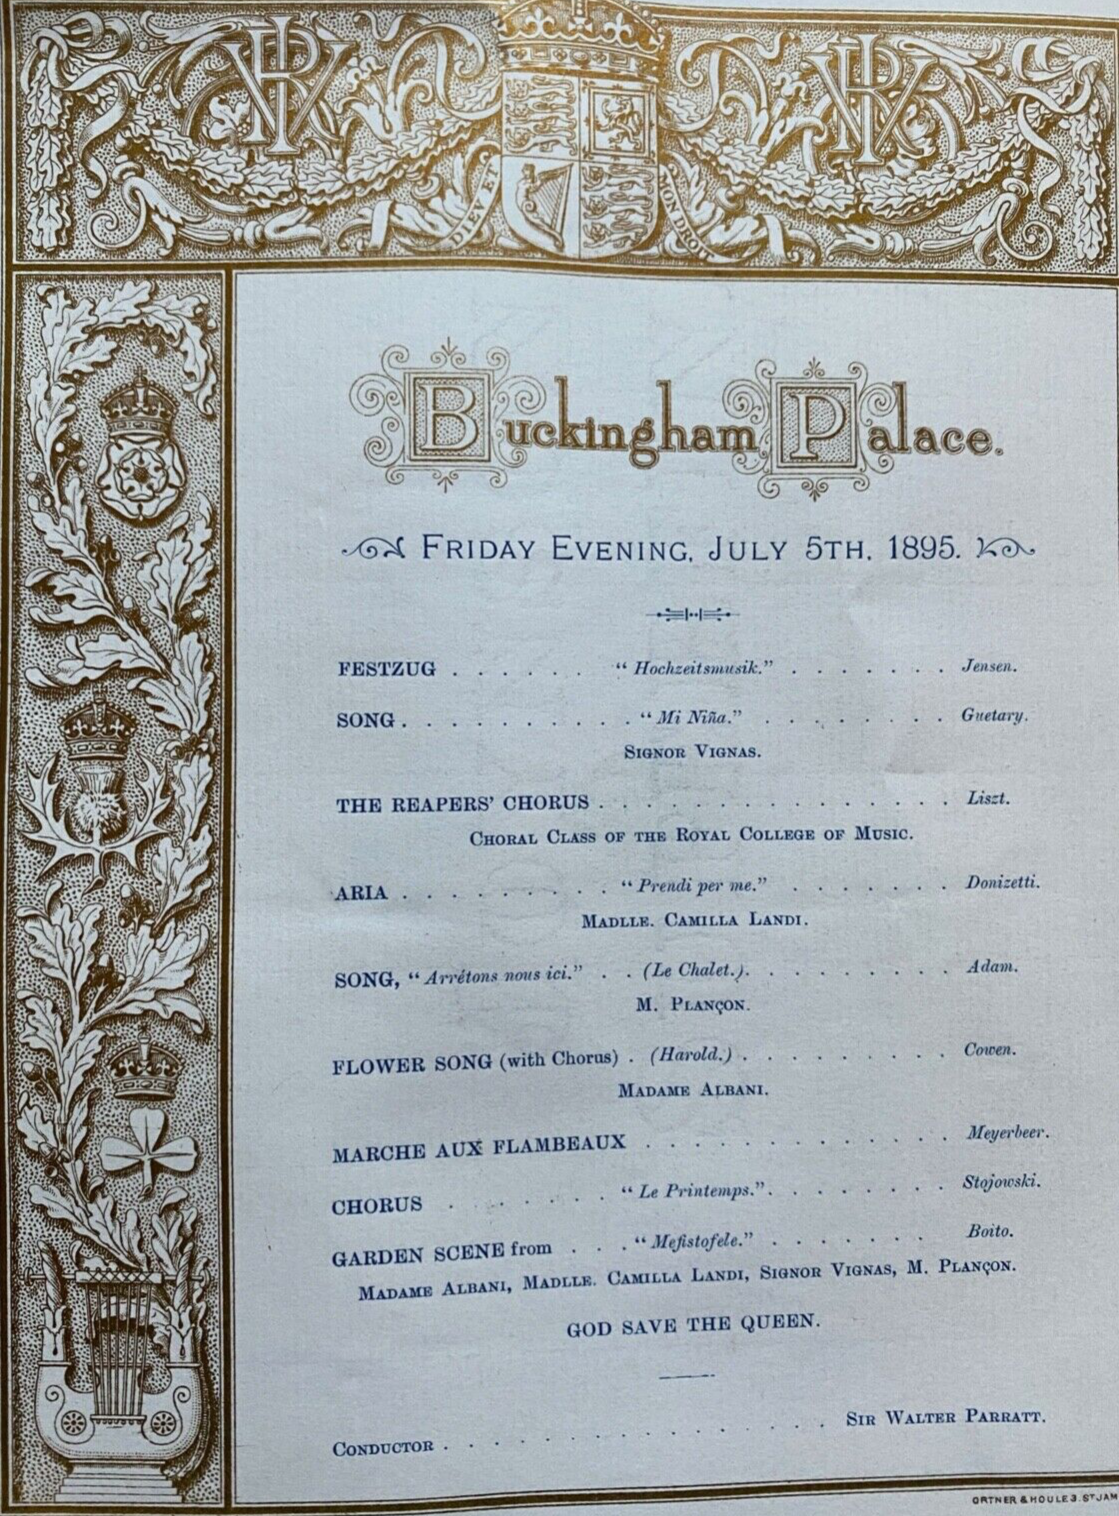 VRI VRI
DIEU ET MON DROIT
Buckingham Palace.
FRIDAY EVENING, JULY 5TH, 1895.
FESTZUG . . . . . . "Hochzeitsmusik." . . . . . . . Jensen.
SONG . . . . . . . . . . "Mi Niña." . . . . . . . . Guetary.
SIGNOR VIGNAS.
THE REAPERS' CHORUS . . . . . . . . . . . . . . Liszt.
CHORAL CLASS OF THE ROYAL COLLEGE OF MUSIC.
ARIA . . . . . . . . . "Prendi per me." . . . . . . . Donizetti.
MADLLE. CAMILLA LANDI.
SONG, "Arrétons nous ici." . . (Le Chalet.) . . . . . . . . . Adam.
M. PLANÇON.
FLOWER SONG (with Chorus) . (Harold.) . . . . . . . . . Cowen.
MADAME ALBANI.
MARCHE AUX FLAMBEAUX . . . . . . . . . . . . . Meyerbeer.
CHORUS . . . . . . "Le Printemps." . . . . . . . . Stojowski.
GARDEN SCENE from . . . "Mefistofele." . . . . . . . Boito.
MADAME ALBANI, MADLLE. CAMILLA LANDI, SIGNOR VIGNAS, M. PLANÇON.
GOD SAVE THE QUEEN.
CONDUCTOR . . . . . . . . . . . . . . SIR WALTER PARRATT.
ORTNER & HOULE 3. ST JAM